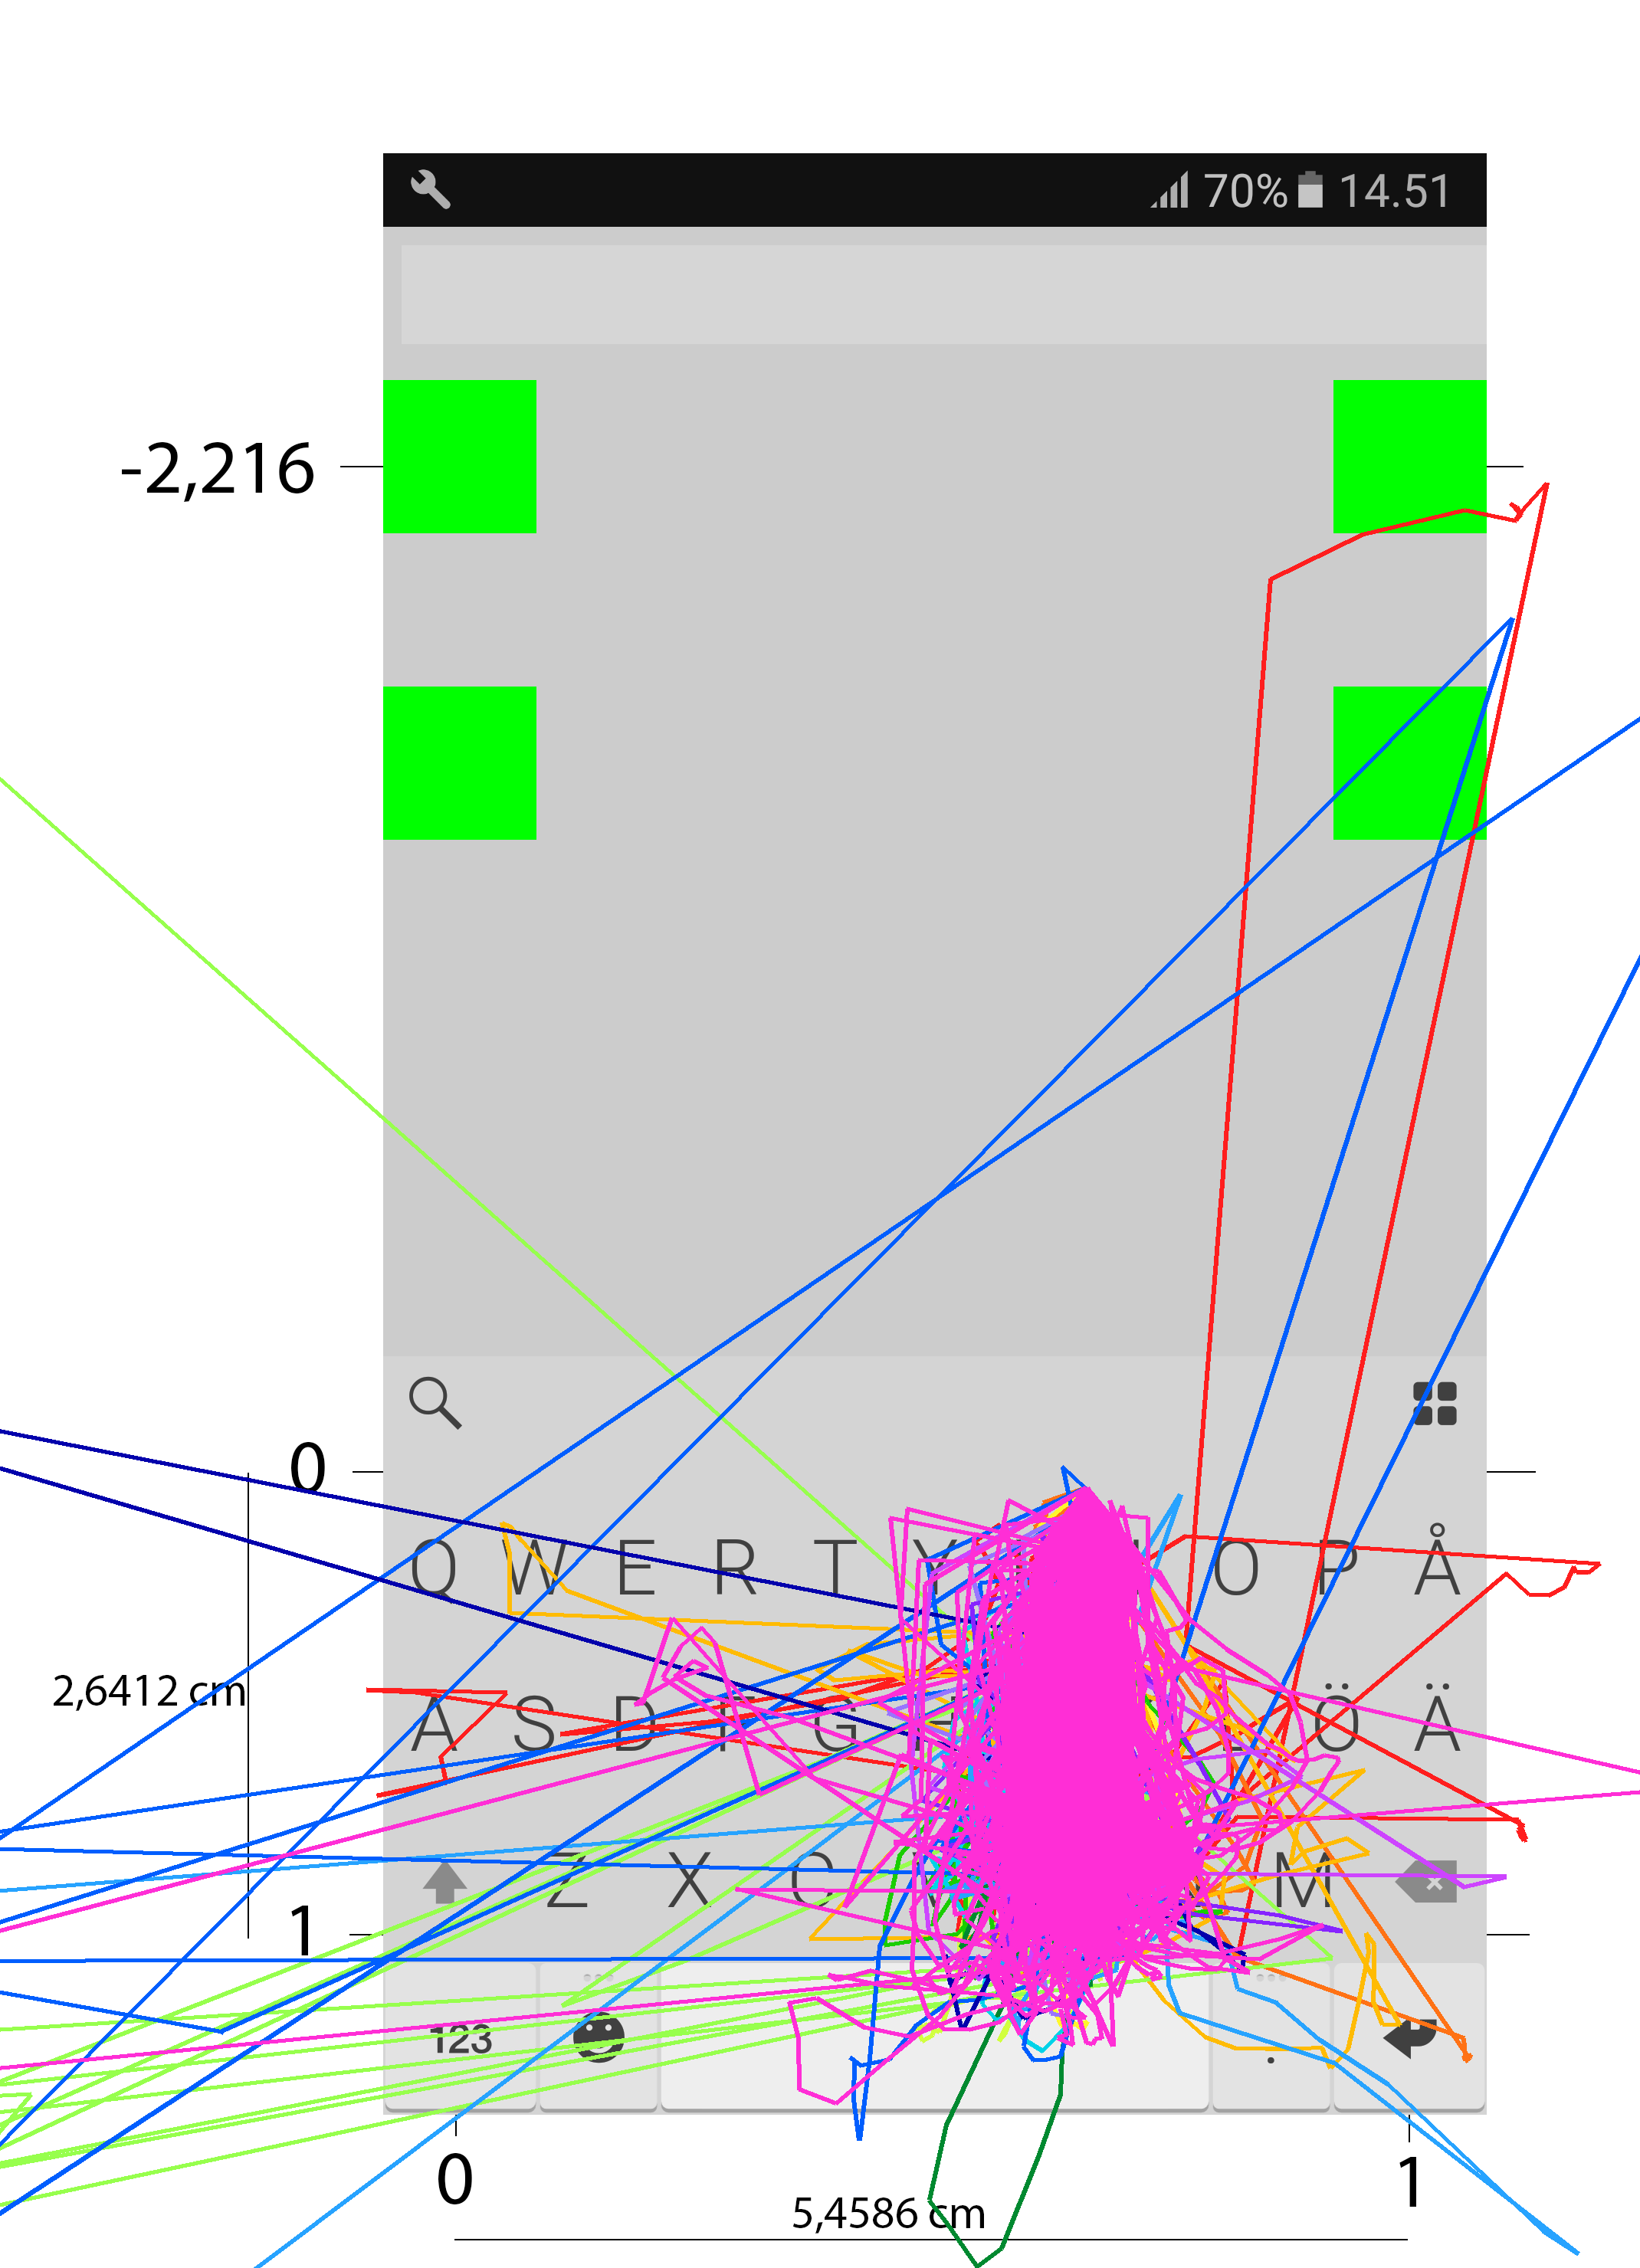 70% 14.51
-2,216
0
Q W E R T Y O P Å
2,6412 cm
A S D F G H Ö Ä
Z X C M
1
123
.
0 1
5,4586 cm